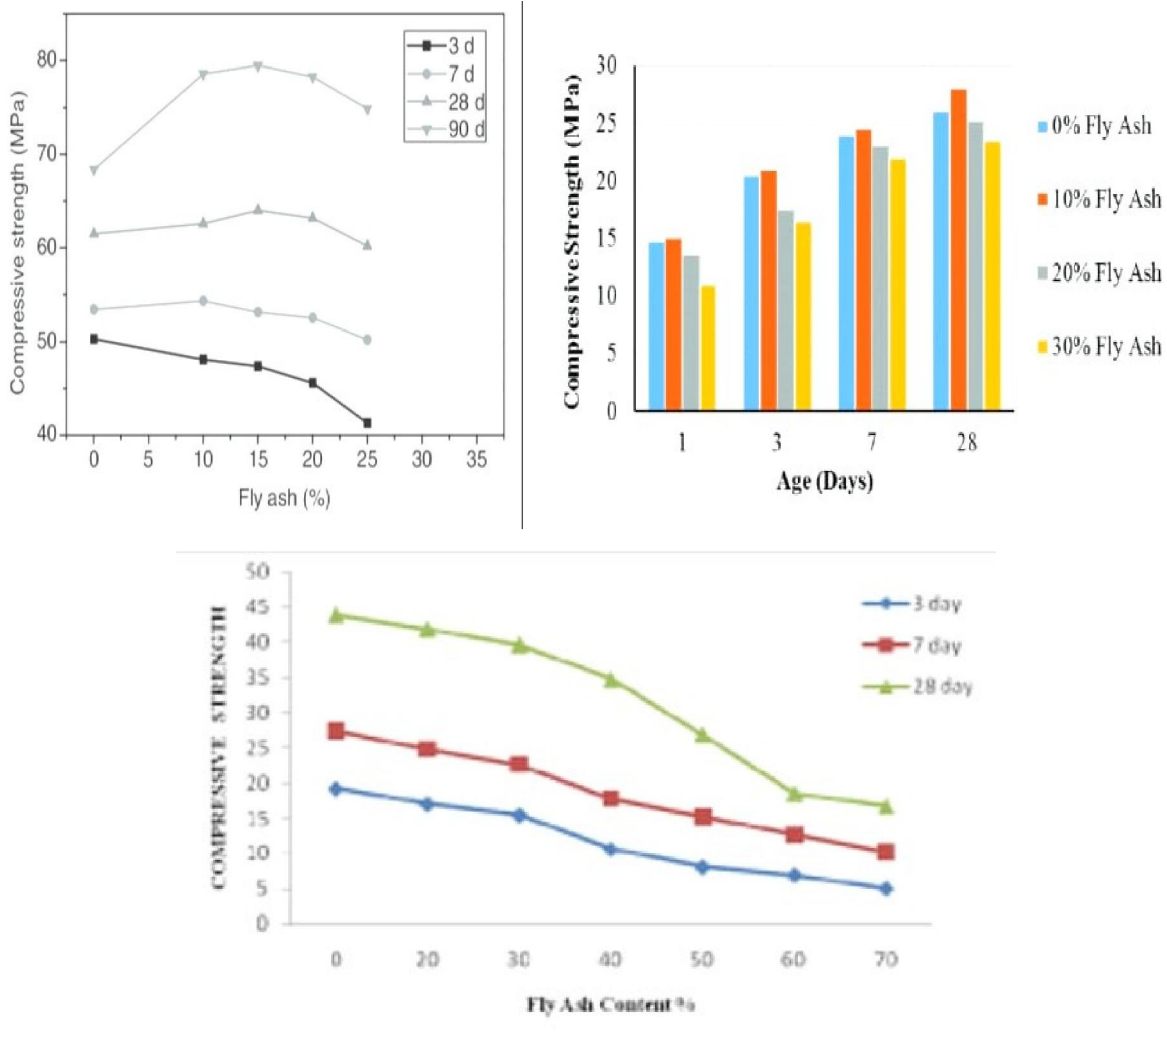 Compressive strength (MPa)
80
70
60
50
40
0 5 10 15 20 25 30 35
Fly ash (%)
3 d
7 d
28 d
90 d
Compressive Strength (MPa)
30
25
20
15
10
5
0
1 3 7 28
Age (Days)
0% Fly Ash
10% Fly Ash
20% Fly Ash
30% Fly Ash
COMPRESSIVE STRENGTH
50
45
40
35
30
25
20
15
10
5
0
0 20 30 40 50 60 70
Fly Ash Content %
3 day
7 day
28 day